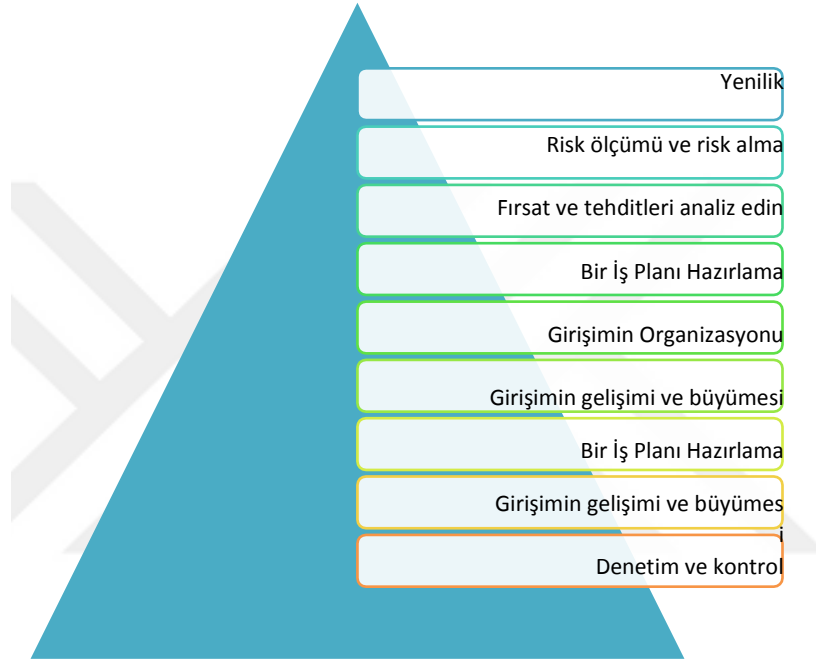 Yenilik
Risk ölçümü ve risk alma
Fırsat ve tehditleri analiz edin
Bir İş Planı Hazırlama
Girişimin Organizasyonu
Girişimin gelişimi ve büyümesi
Bir İş Planı Hazırlama
Girişimin gelişimi ve büyümes
i
Denetim ve kontrol